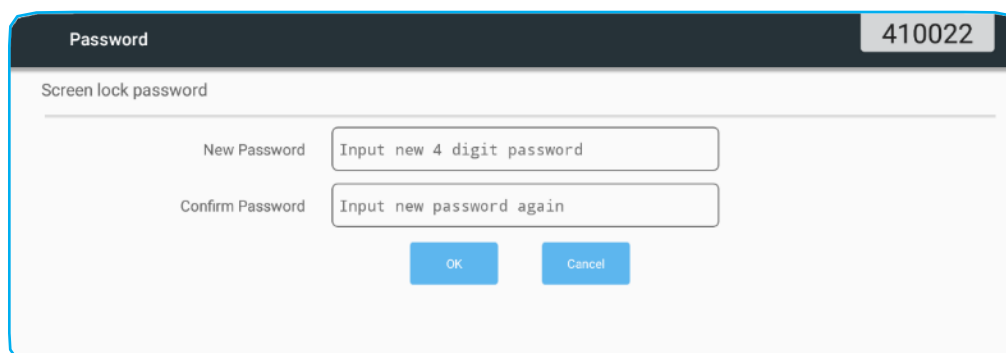 Password
410022
Screen lock password
New Password
Input new 4 digit password
Confirm Password
Input new password again
OK
Cancel